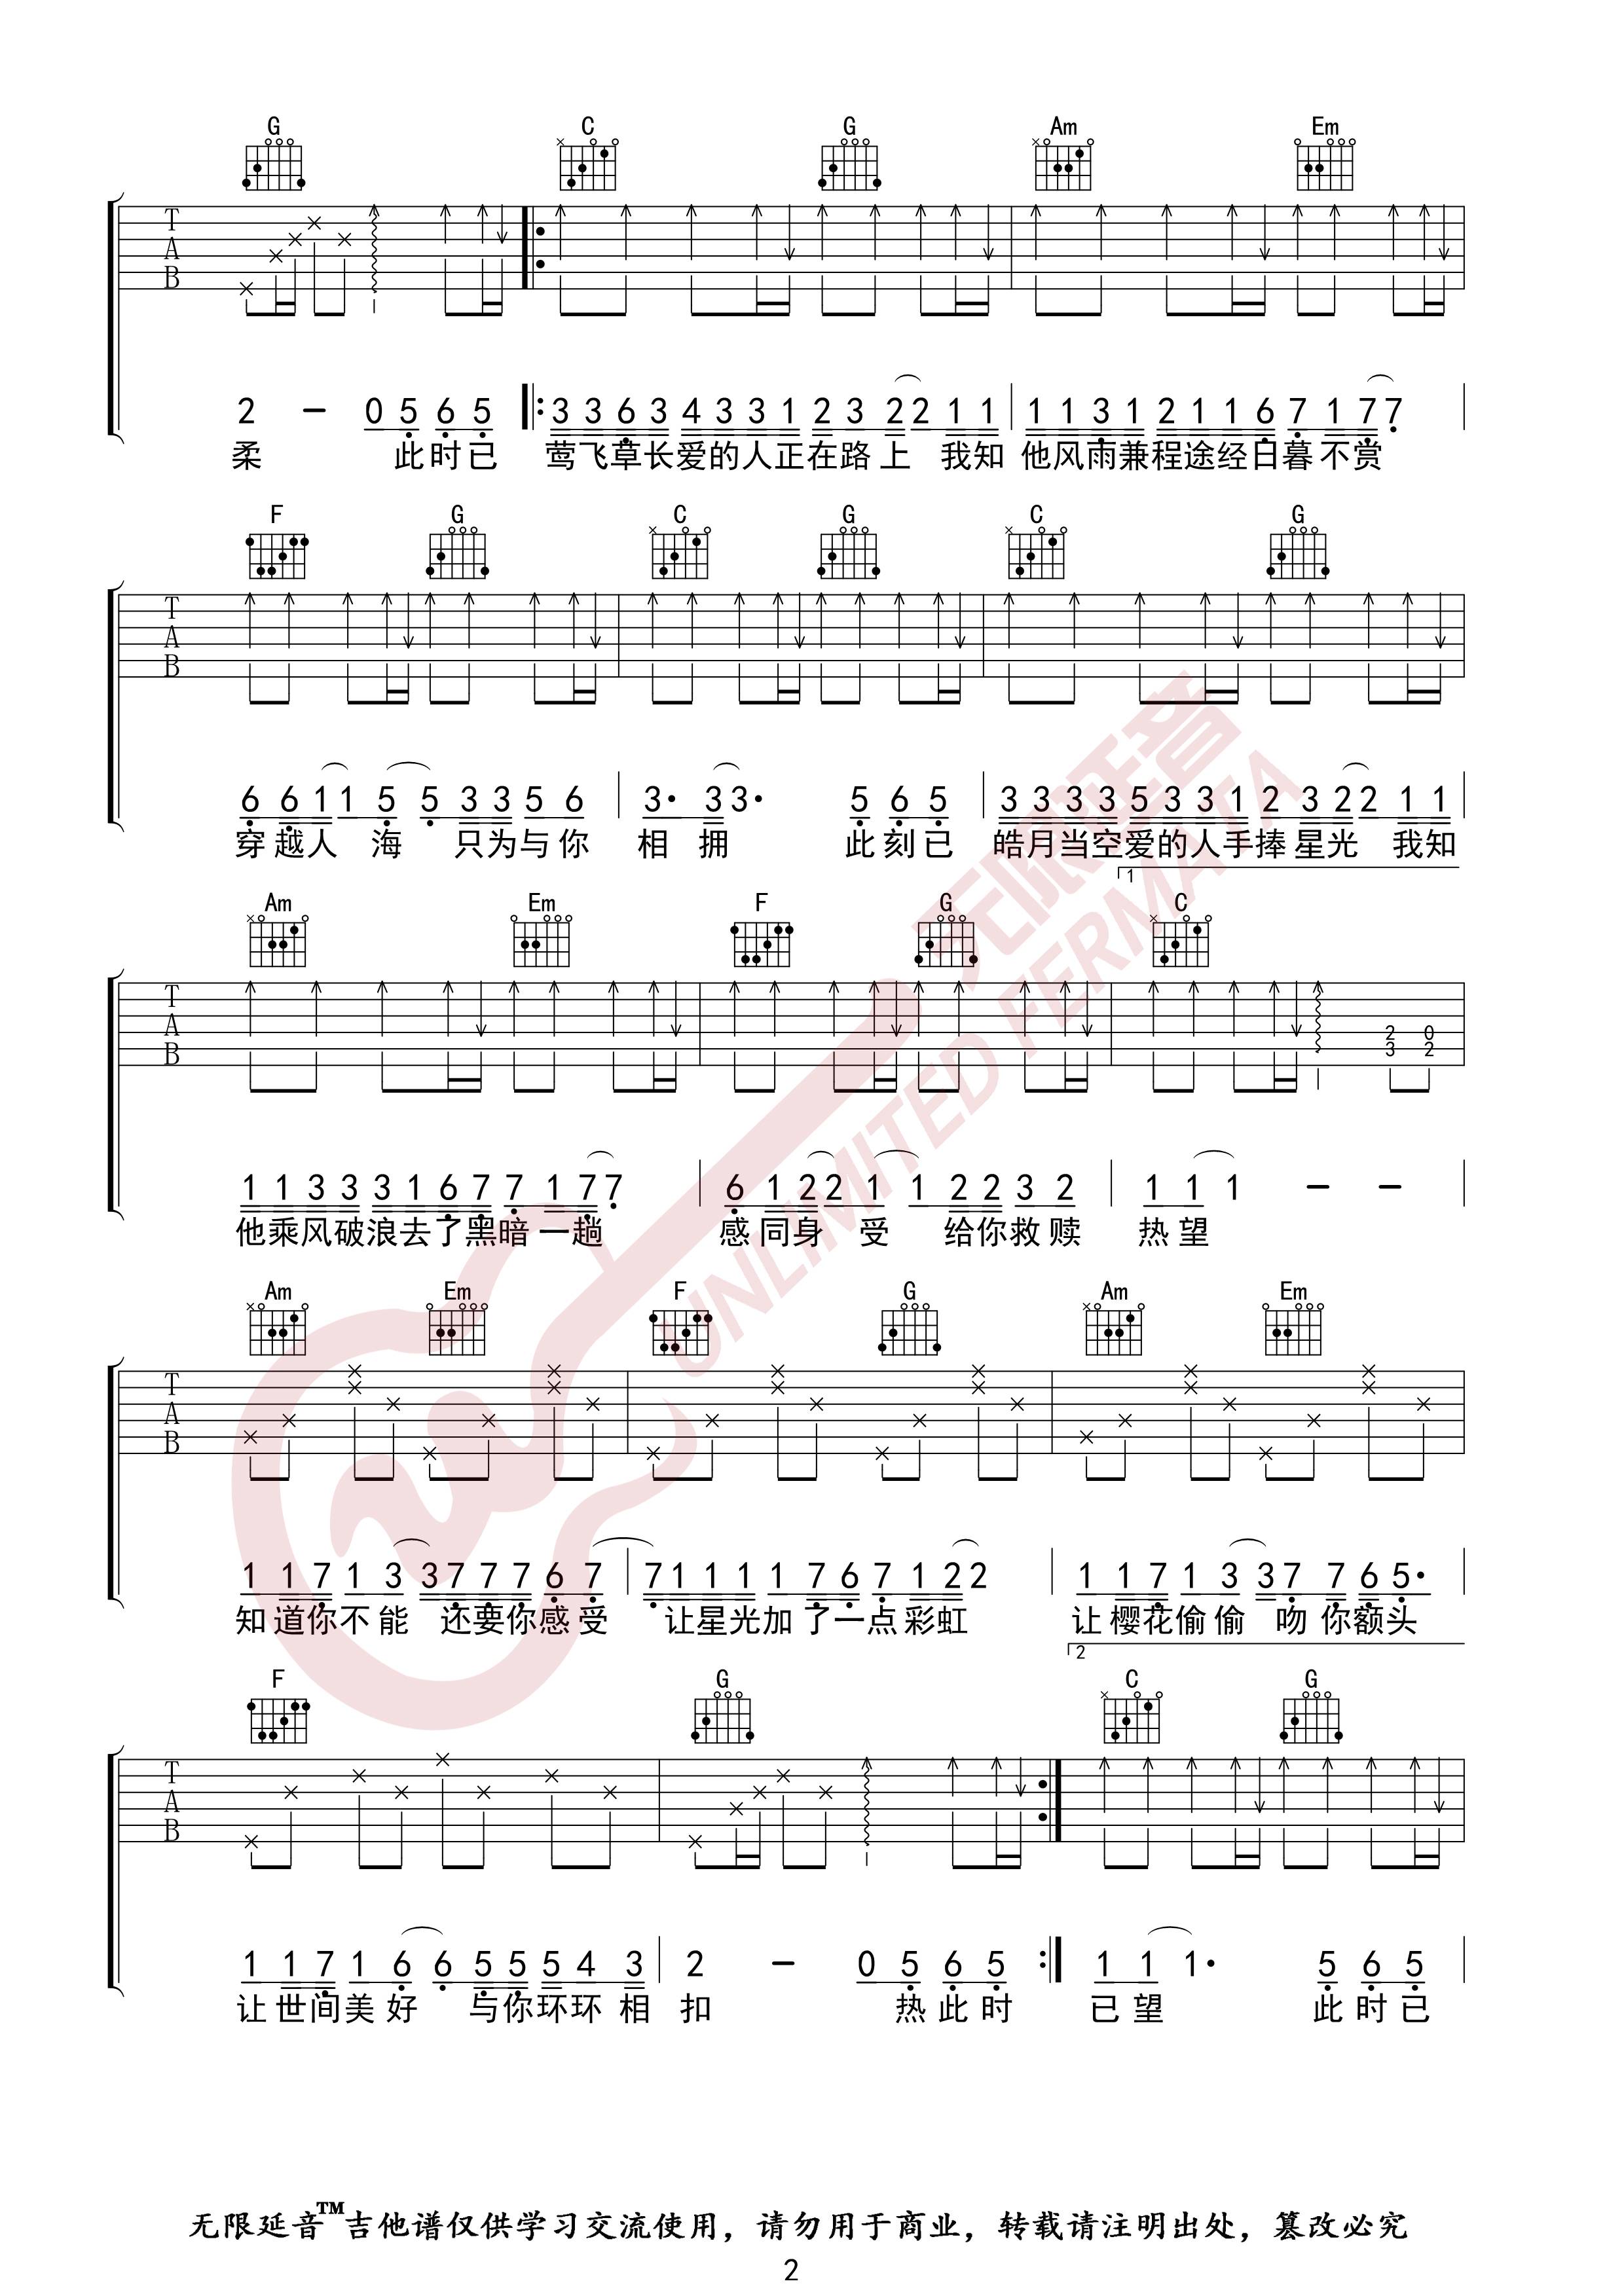 G C G Am Em
T
A
B
2 – 0 5 6 5 3 3 6 3 4 3 3 1 2 3 2 2 1 1 1 1 3 1 2 1 1 6 7 1 7 7
柔 此时已 莺飞草长爱的人正在路上 我知 他风雨兼程途经日暮不赏
F G C G C G
T
A
B
6 6 1 1 5 5 3 3 5 6 3· 3 3· 5 6 5 3 3 3 3 5 3 3 1 2 3 2 2 1 1
穿越人 海 只为与你 相 拥 此刻已 皓月当空爱的人手捧星光 我知
1
Am Em F G C
T
A
B
2 0
3 2
1 1 3 3 3 1 6 7 7 1 7 7 6 1 2 2 1 1 2 2 3 2 1 1 1 – –
他乘风破浪去了黑暗一趟 感同身 受 给你救赎 热望
Am Em F G Am Em
T
A
B
1 1 7 1 3 3 7 7 7 6 7 7 1 1 1 1 7 6 7 1 2 2 1 1 7 1 3 3 7 7 6 5·
知道你不能 还要你感受 让星光加了一点彩虹 让樱花偷偷 吻你额头
2
F G C G
T
A
B
1 1 7 1 6 6 5 5 5 4 3 2 – 0 5 6 5 1 1 1· 5 6 5
让世间美好 与你环环相 扣 热此时 已望 此时已
无限延音
UNLIMITED FERMATA
无限延音™吉他谱仅供学习交流使用，请勿用于商业，转载请注明出处，篡改必究
2